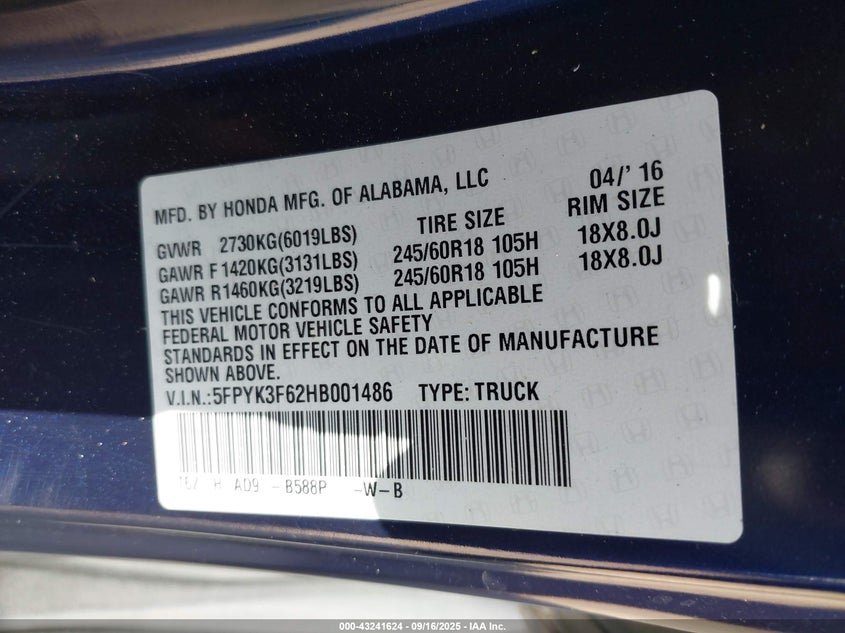 MFD. BY HONDA MFG. OF ALABAMA, LLC 04/' 16
TIRE SIZE RIM SIZE
GVWR 2730KG(6019LBS)
GAWR F1420KG(3131LBS) 245/60R18 105H 18X8.0J
GAWR R1460KG(3219LBS) 245/60R18 105H 18X8.0J
THIS VEHICLE CONFORMS TO ALL APPLICABLE
FEDERAL MOTOR VEHICLE SAFETY
STANDARDS IN EFFECT ON THE DATE OF MANUFACTURE
SHOWN ABOVE.
V.I.N.:5FPYK3F62HB001486 TYPE: TRUCK
H AD9 - B588P -W-B
000-43241624 - 09/16/2025 - IAA Inc.